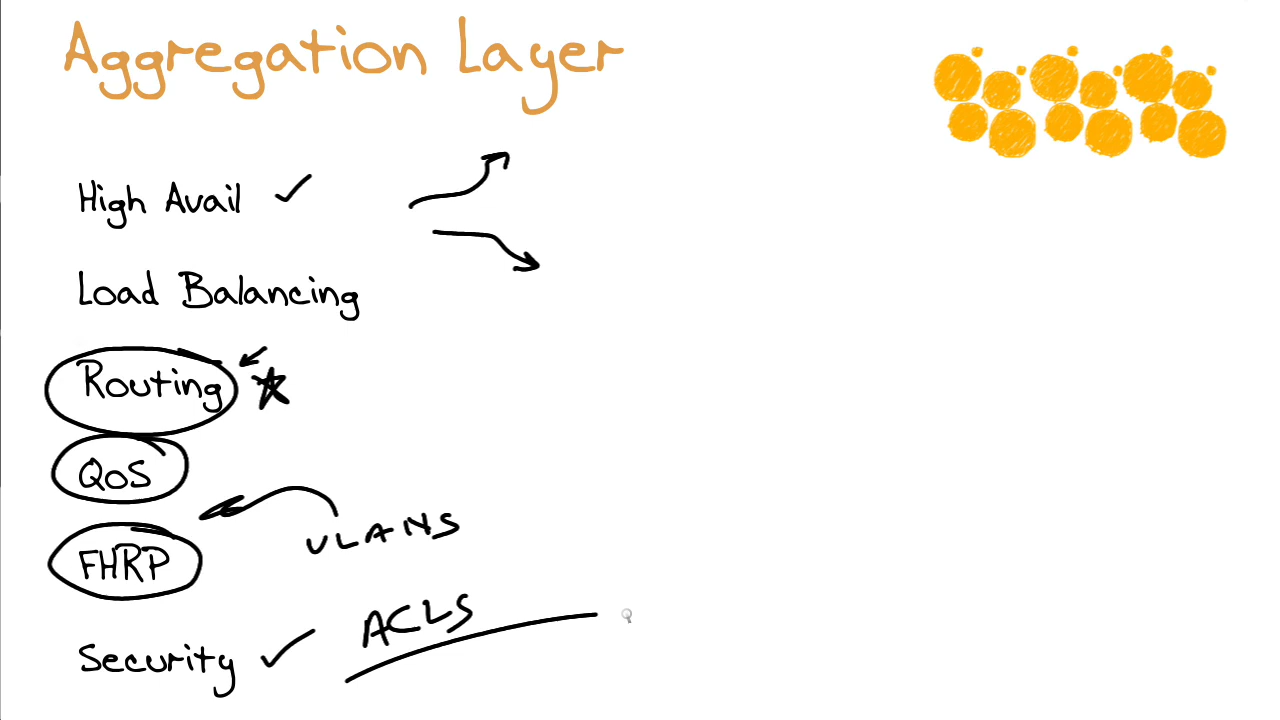 Aggregation Layer
High Avail
Load Balancing
Routing
QoS
VLANS
FHRP
ACLS
Security